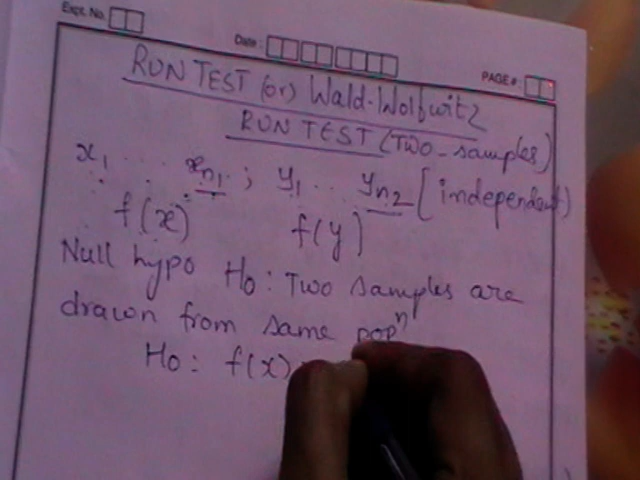 Expt. No.
Date :
PAGE # :
RUN TEST (or) Wald-Wolfowitz
RUN TEST (Two-samples)
x1 . . . xn1 ; y1 . . yn2 [independent)
f(x) f(y)
Null hypo H0 : Two samples are
drawn from same popn
H0 : f(x)